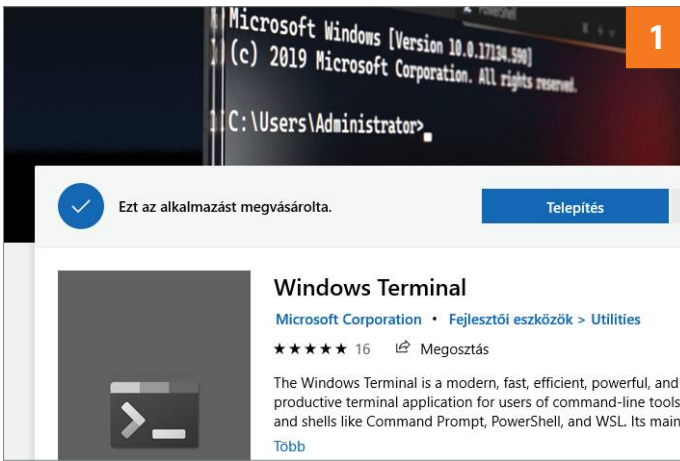 PowerShell
Microsoft Windows [Version 10.0.17134.590]
(c) 2019 Microsoft Corporation. All rights reserved.
C:\Users\Administrator>
1
Ezt az alkalmazást megvásárolta.
Telepítés
Windows Terminal
Microsoft Corporation • Fejlesztői eszközök > Utilities
★★★★★ 16 Megosztás
The Windows Terminal is a modern, fast, efficient, powerful, and
productive terminal application for users of command-line tools
and shells like Command Prompt, PowerShell, and WSL. Its main
Több